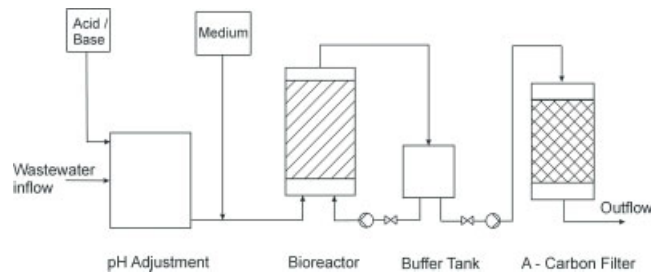 Acid /
Base
Medium
Wastewater
inflow
Outflow
pH Adjustment
Bioreactor
Buffer Tank
A - Carbon Filter